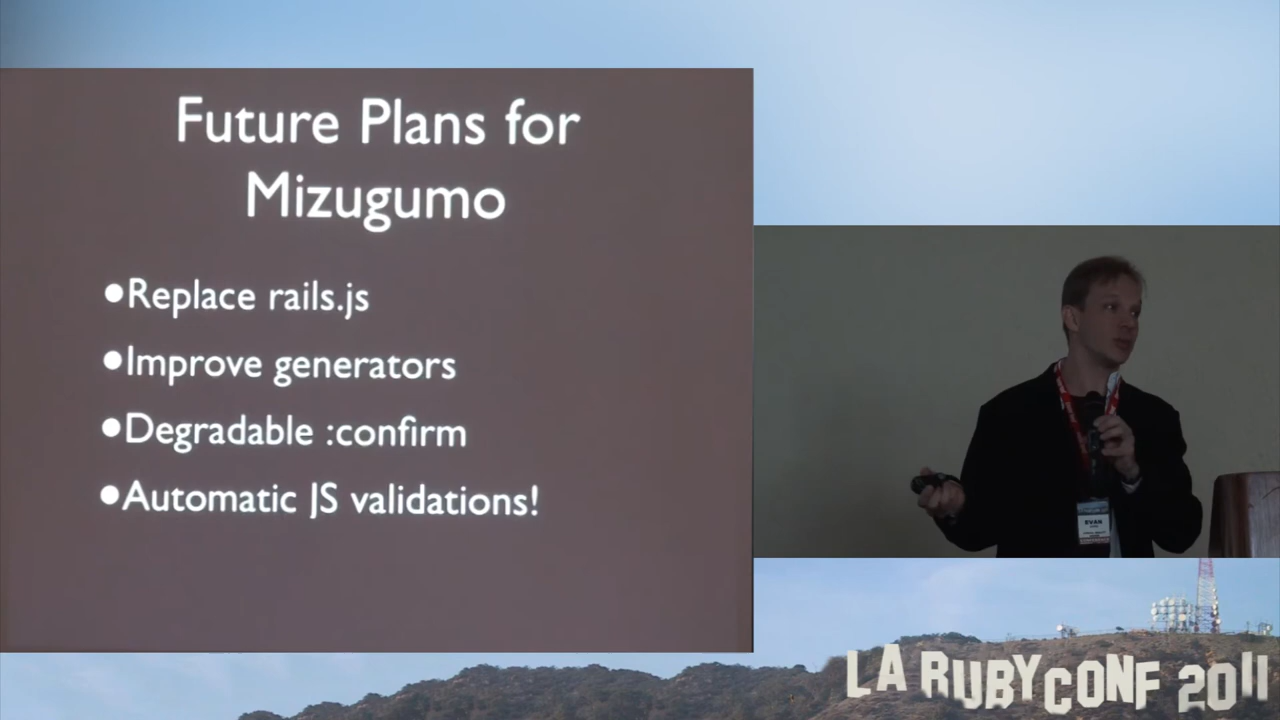 Future Plans for
Mizugumo
•Replace rails.js
•Improve generators
•Degradable :confirm
•Automatic JS validations!
EVAN
LA RUBYCONF 2011